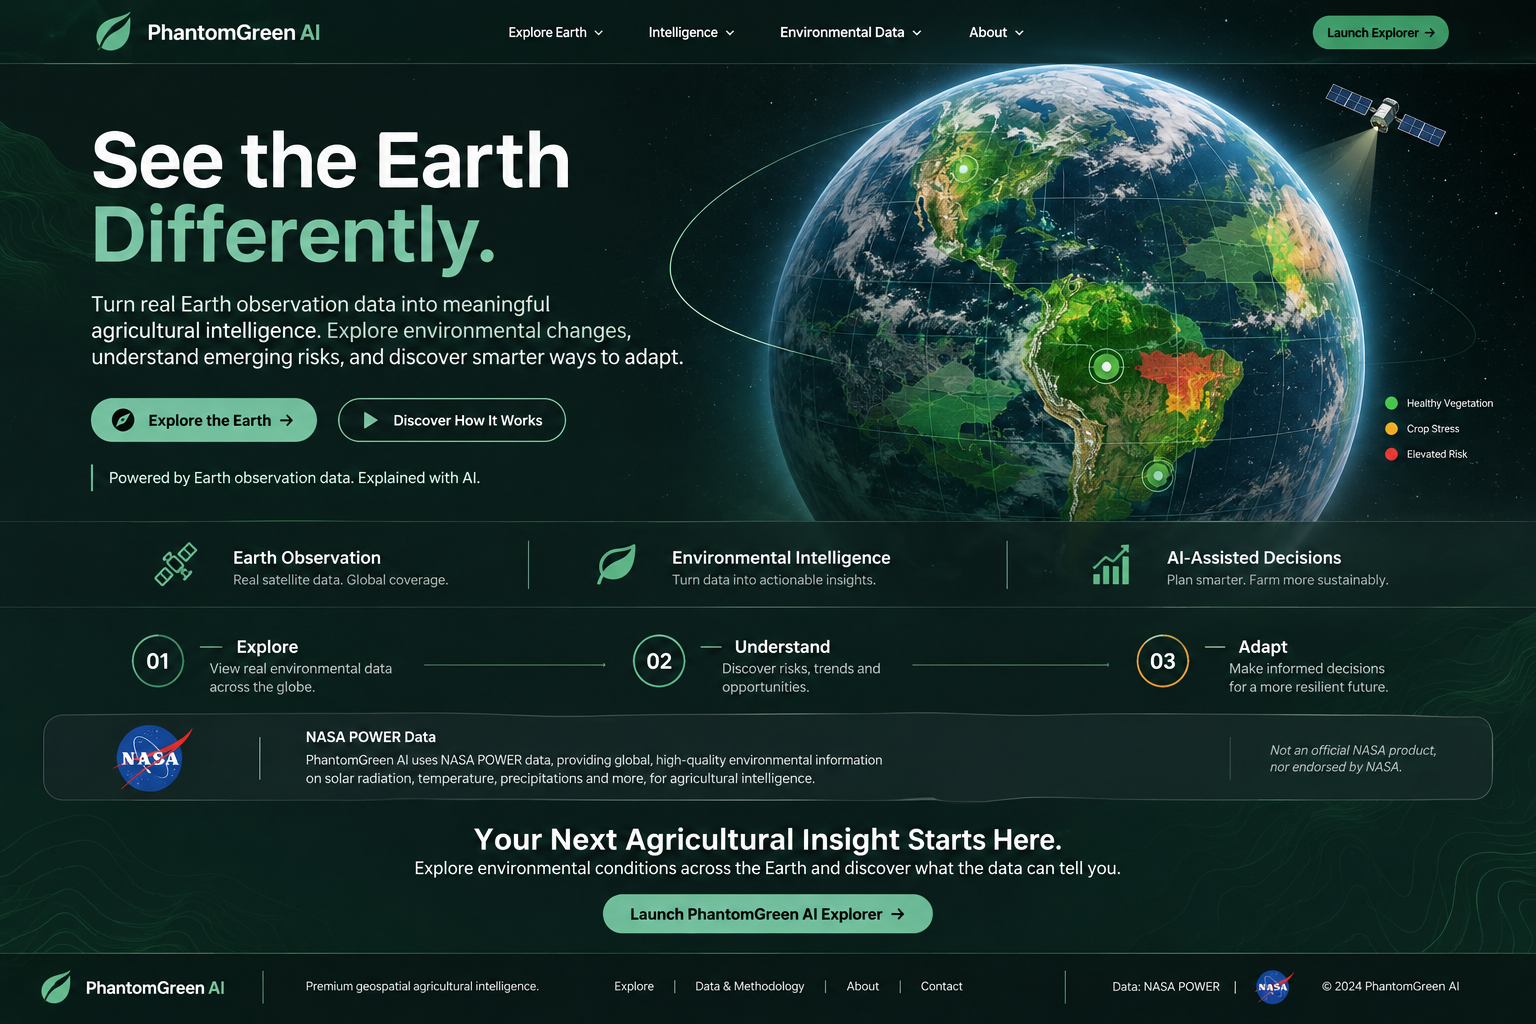 PhantomGreen AI
Explore Earth
Intelligence
Environmental Data
About
Launch Explorer →
See the Earth
Differently.
Turn real Earth observation data into meaningful
agricultural intelligence. Explore environmental changes,
understand emerging risks, and discover smarter ways to adapt.
Explore the Earth →
Discover How It Works
Powered by Earth observation data. Explained with AI.
Healthy Vegetation
Crop Stress
Elevated Risk
Earth Observation
Real satellite data. Global coverage.
Environmental Intelligence
Turn data into actionable insights.
AI-Assisted Decisions
Plan smarter. Farm more sustainably.
01
Explore
View real environmental data
across the globe.
02
Understand
Discover risks, trends and
opportunities.
03
Adapt
Make informed decisions
for a more resilient future.
NASA
NASA POWER Data
PhantomGreen AI uses NASA POWER data, providing global, high-quality environmental information
on solar radiation, temperature, precipitations and more, for agricultural intelligence.
Not an official NASA product,
nor endorsed by NASA.
Your Next Agricultural Insight Starts Here.
Explore environmental conditions across the Earth and discover what the data can tell you.
Launch PhantomGreen AI Explorer →
PhantomGreen AI
Premium geospatial agricultural intelligence.
Explore | Data & Methodology | About | Contact
Data: NASA POWER |
NASA
© 2024 PhantomGreen AI